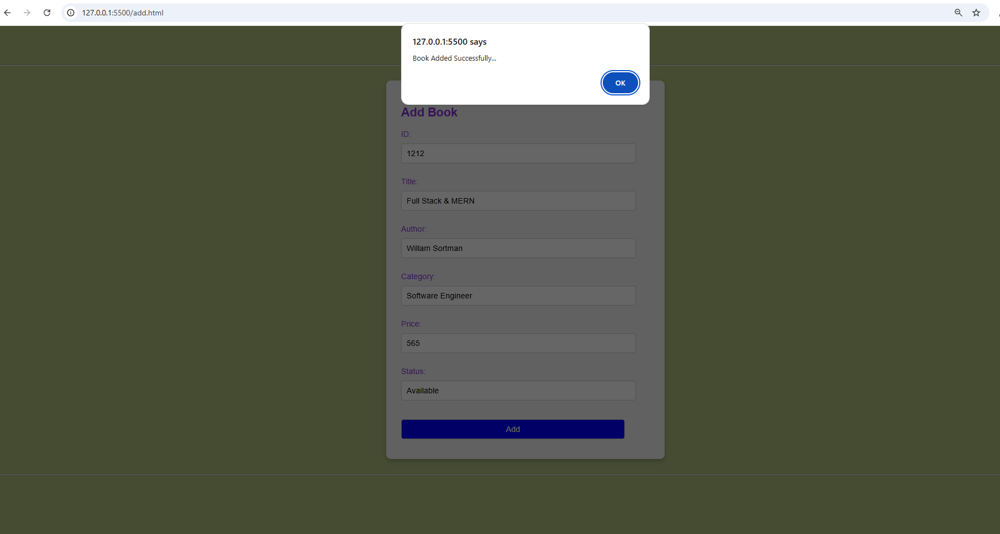 127.0.0.1:5500/add.html
127.0.0.1:5500 says
Book Added Successfully...
OK
Add Book
ID:
1212
Title:
Full Stack & MERN
Author:
Willam Sortman
Category:
Software Engineer
Price:
565
Status:
Available
Add